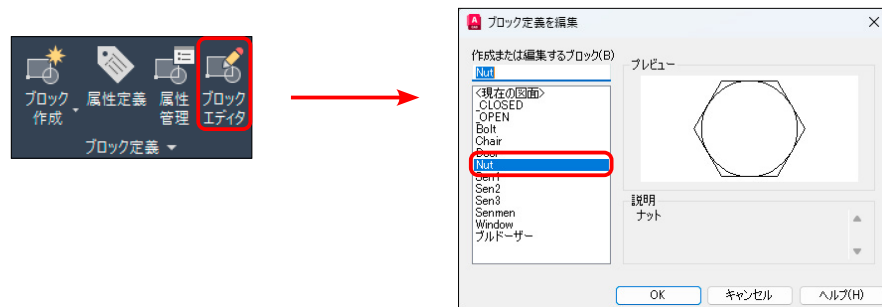 ブロック
作成
属性定義
属性
管理
ブロック
エディタ
ブロック定義
ブロック定義を編集
作成または編集するブロック(B)
Nut
<現在の図面>
_CLOSED
_OPEN
Bolt
Chair
Door
Nut
Sen1
Sen2
Sen3
Senmen
Window
ブルドーザー
プレビュー
説明
ナット
OK
キャンセル
ヘルプ(H)